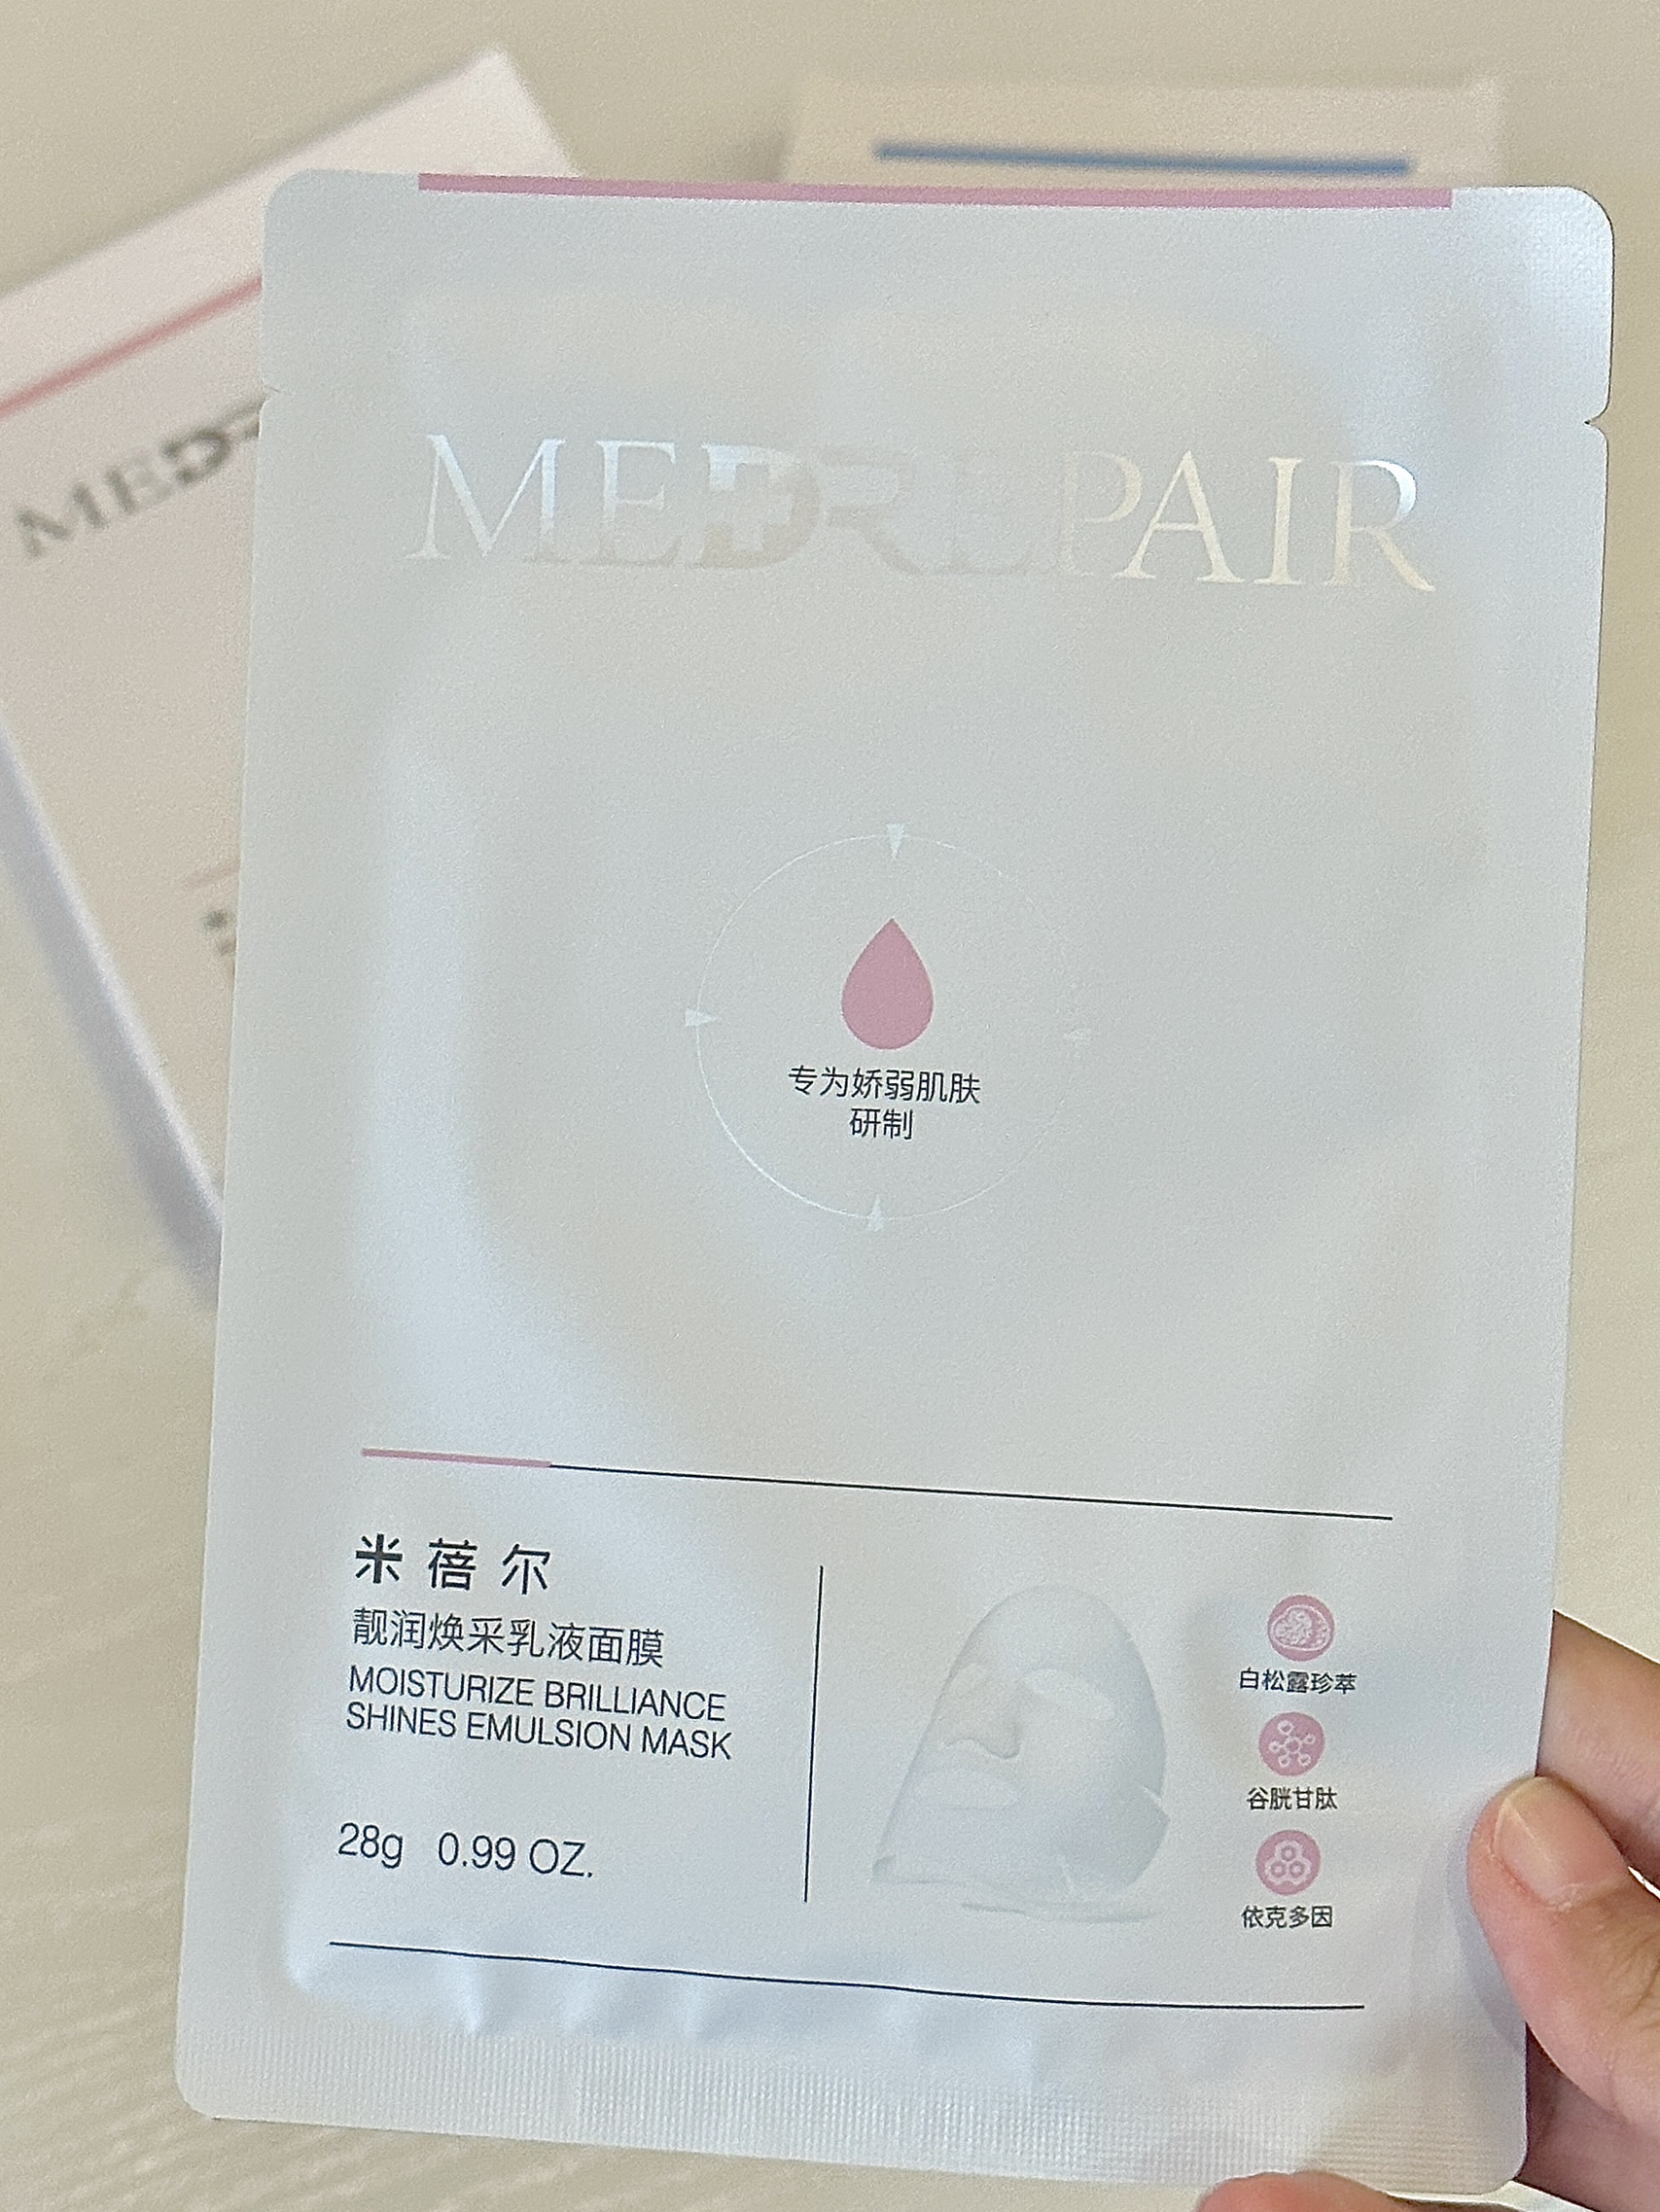 MEDREPAIR
MED
专为娇弱肌肤
研制
米蓓尔
靓润焕采乳液面膜
MOISTURIZE BRILLIANCE
SHINES EMULSION MASK
28g 0.99 OZ.
白松露珍萃
谷胱甘肽
依克多因